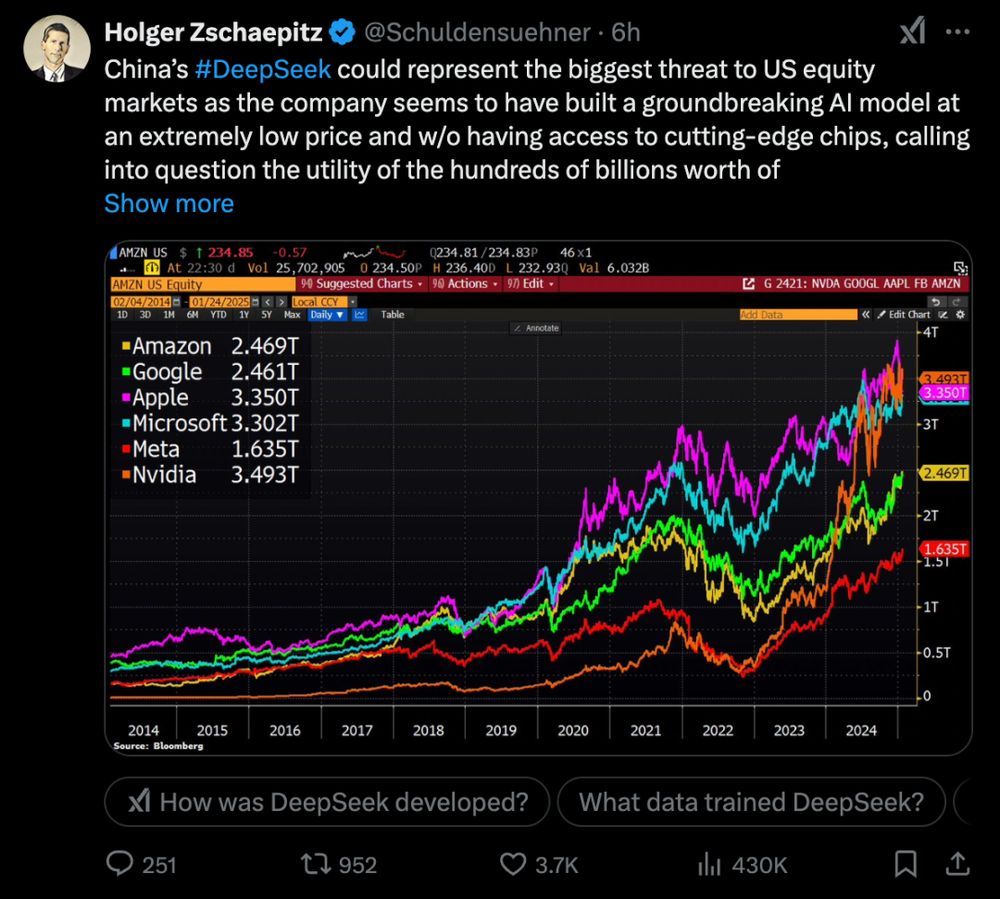 Holger Zschaepitz @Schuldensuehner · 6h
China's #DeepSeek could represent the biggest threat to US equity
markets as the company seems to have built a groundbreaking AI model at
an extremely low price and w/o having access to cutting-edge chips, calling
into question the utility of the hundreds of billions worth of
Show more
AMZN US $ ↑ 234.85 -0.57 Q234.81/234.83P 46x1
At 22:30 d Vol 25,702,905 O 234.50P H 236.40D L 232.93Q Val 6.032B
AMZN US Equity 90 Suggested Charts 96 Actions 97 Edit G 2421: NVDA GOOGL AAPL FB AMZN
02/04/2014 - 01/24/2025 Local CCY
1D 3D 1M 6M YTD 1Y 5Y Max Daily ▼ Table Add Data « Edit Chart
Annotate
Amazon 2.469T
Google 2.461T
Apple 3.350T
Microsoft 3.302T
Meta 1.635T
Nvidia 3.493T
4T
3.493T
3.350T
3T
2.469T
2T
1.635T
1.5T
1T
0.5T
0
2014 2015 2016 2017 2018 2019 2020 2021 2022 2023 2024
Source: Bloomberg
How was DeepSeek developed? What data trained DeepSeek?
251 952 3.7K 430K